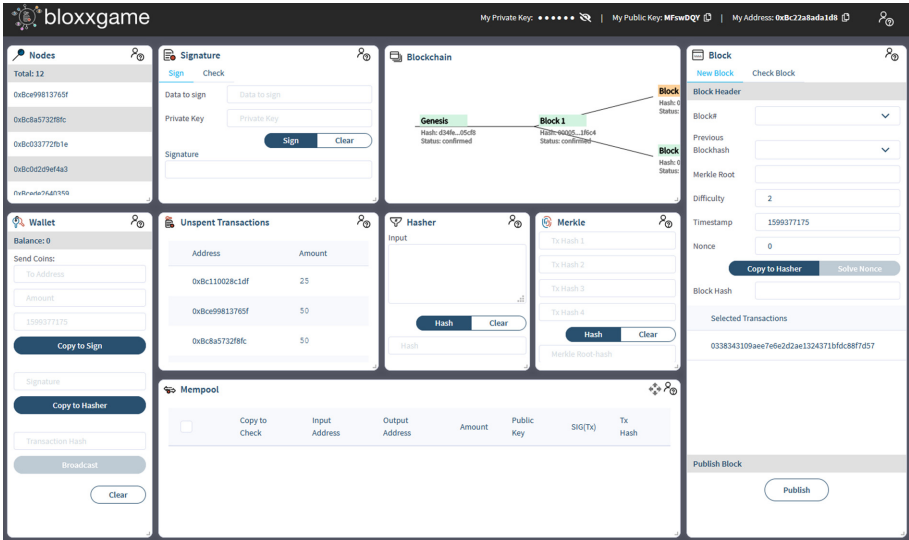 bloxxgame
My Private Key: •••••• | My Public Key: MFswDQY | My Address: 0xBc22a8ada1d8
Nodes
Total: 12
0xBce99813765f
0xBc8a5732f8fc
0xBc033772fb1e
0xBc0d2d9ef4a3
0xBcede2640359
Signature
Sign Check
Data to sign Data to sign
Private Key Private Key
Sign Clear
Signature
Blockchain
Genesis
Hash: d34fe...05cf8
Status: confirmed
Block 1
Hash: 00005...1f6c4
Status: confirmed
Block
Hash: 0
Status:
Block
Hash: 0
Status:
Block
New Block Check Block
Block Header
Block#
Previous
Blockhash
Merkle Root
Difficulty 2
Timestamp 1599377175
Nonce 0
Copy to Hasher Solve Nonce
Block Hash
Selected Transactions
0338343109aee7e6e2d2ae1324371bfdc88f7d57
Publish Block
Publish
Wallet
Balance: 0
Send Coins:
To Address
Amount
1599377175
Copy to Sign
Signature
Copy to Hasher
Transaction Hash
Broadcast
Clear
Unspent Transactions
Address Amount
0xBc110028c1df 25
0xBce99813765f 50
0xBc8a5732f8fc 50
Hasher
Input
Hash Clear
Hash
Merkle
Tx Hash 1
Tx Hash 2
Tx Hash 3
Tx Hash 4
Hash Clear
Merkle Root-hash
Mempool
Copy to
Check
Input
Address
Output
Address
Amount
Public
Key
SIG(Tx)
Tx
Hash